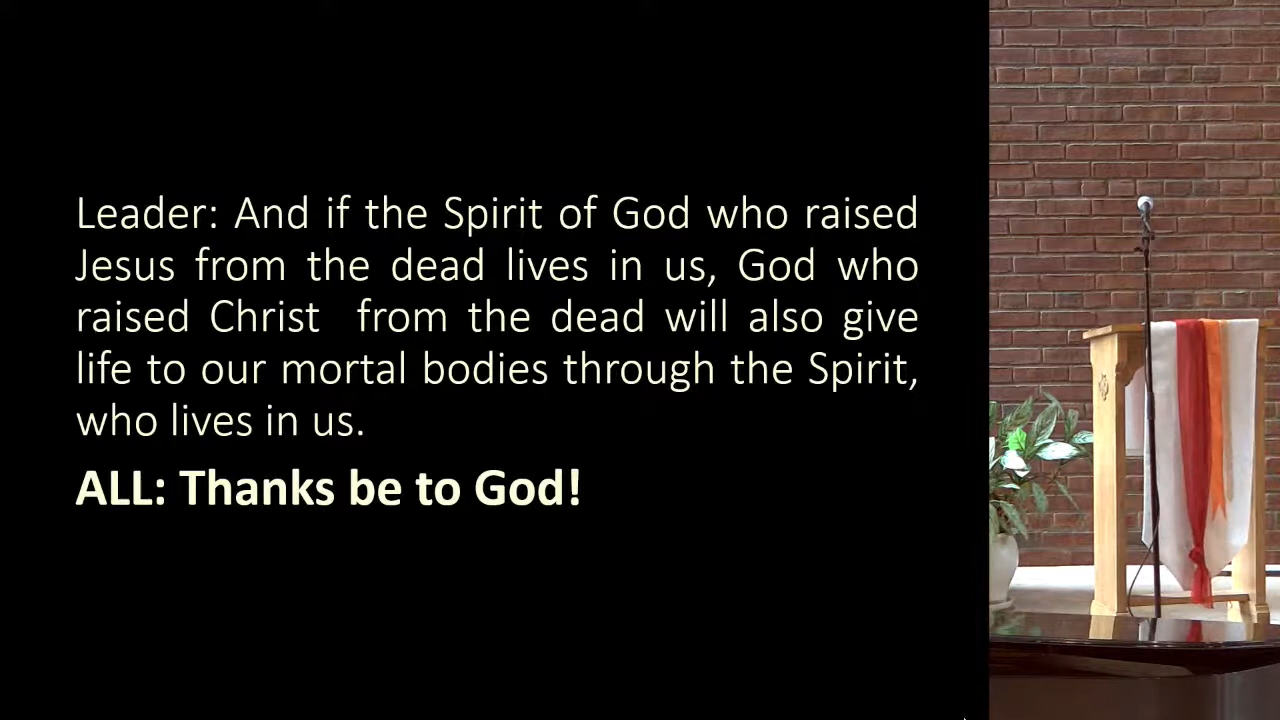 Leader: And if the Spirit of God who raised
Jesus from the dead lives in us, God who
raised Christ  from the dead will also give
life to our mortal bodies through the Spirit,
who lives in us.
ALL: Thanks be to God!